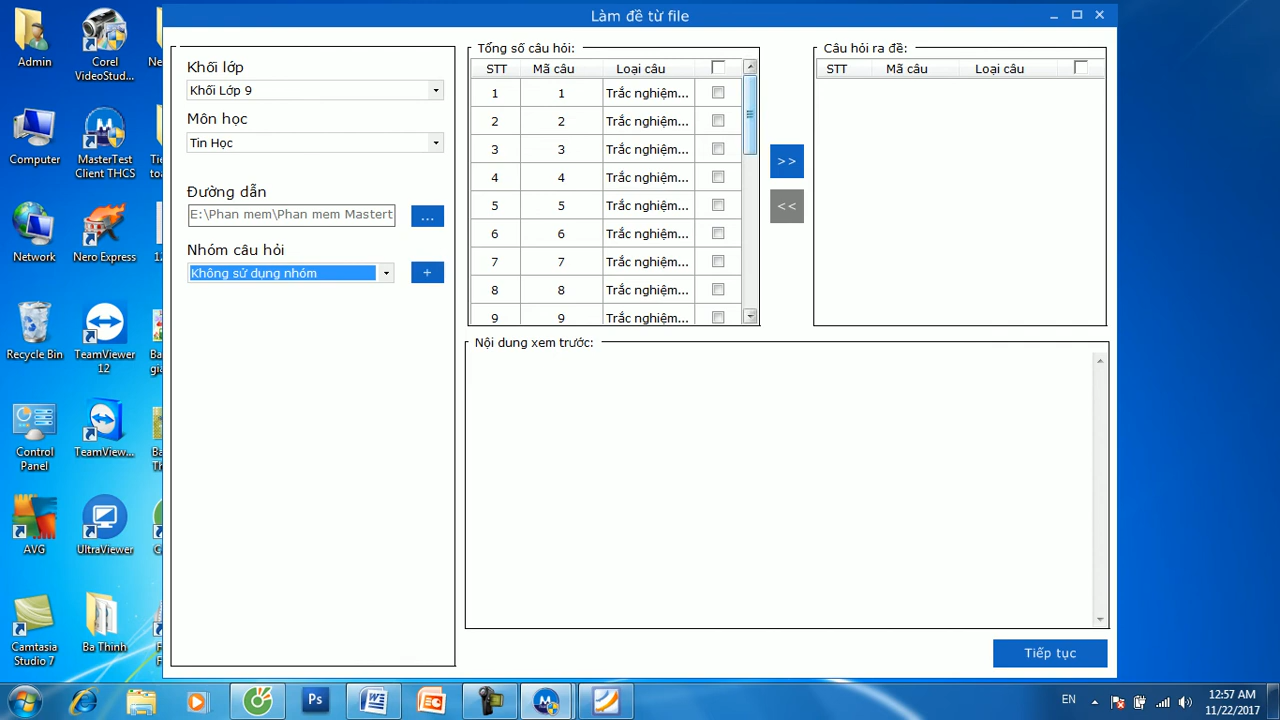 Làm đề từ file
Admin
Corel
VideoStud...
Computer
MasterTest
Client THCS
Network
Nero Express
Recycle Bin
TeamViewer
12
Control
Panel
TeamView...
AVG
UltraViewer
Camtasia
Studio 7
Ba Thinh
Khối lớp
Khối Lớp 9
Môn học
Tin Học
Đường dẫn
E:\Phan mem\Phan mem Mastert
...
Nhóm câu hỏi
Không sử dụng nhóm
+
Tổng số câu hỏi:
STT Mã câu Loại câu
1 1 Trắc nghiệm...
2 2 Trắc nghiệm...
3 3 Trắc nghiệm...
4 4 Trắc nghiệm...
5 5 Trắc nghiệm...
6 6 Trắc nghiệm...
7 7 Trắc nghiệm...
8 8 Trắc nghiệm...
9 9 Trắc nghiệm...
>>
<<
Câu hỏi ra đề:
STT Mã câu Loại câu
Nội dung xem trước:
Tiếp tục
Ps
EN
12:57 AM
11/22/2017